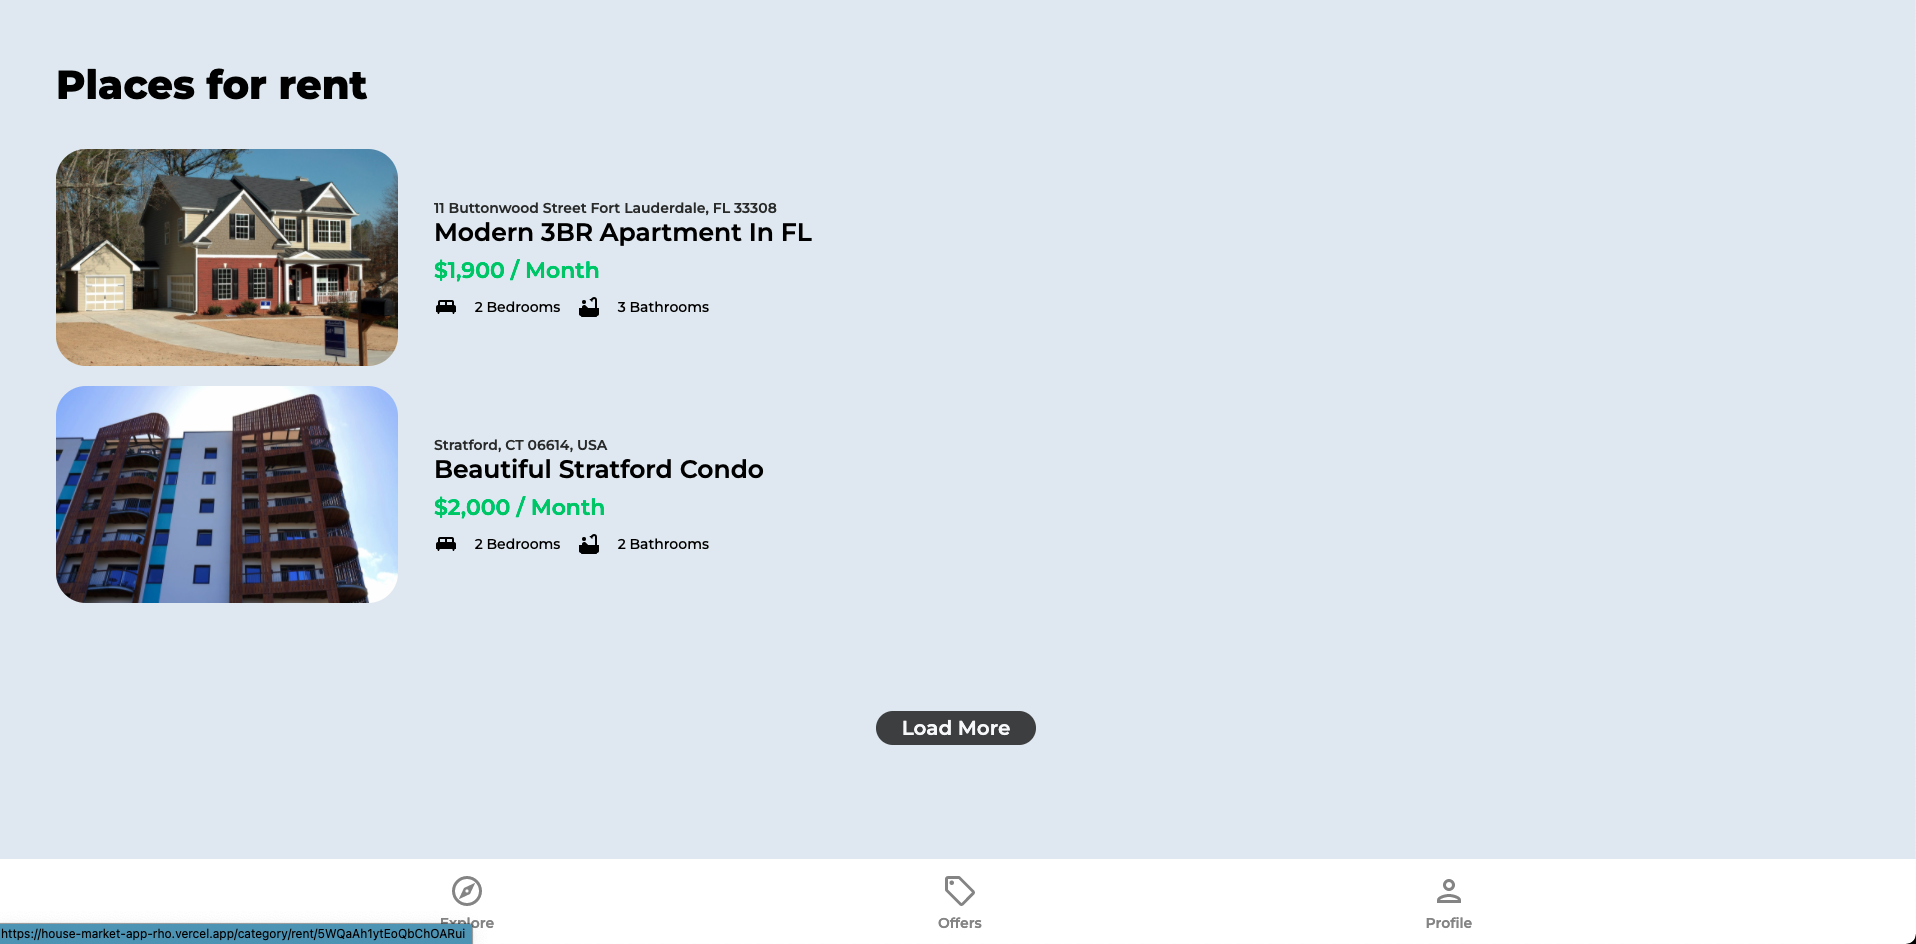 Places for rent
11 Buttonwood Street Fort Lauderdale, FL 33308
Modern 3BR Apartment In FL
$1,900 / Month
2 Bedrooms 3 Bathrooms
Stratford, CT 06614, USA
Beautiful Stratford Condo
$2,000 / Month
2 Bedrooms 2 Bathrooms
Load More
Explore Offers Profile
https://house-market-app-rho.vercel.app/category/rent/5WQaAh1ytEoQbChOARui